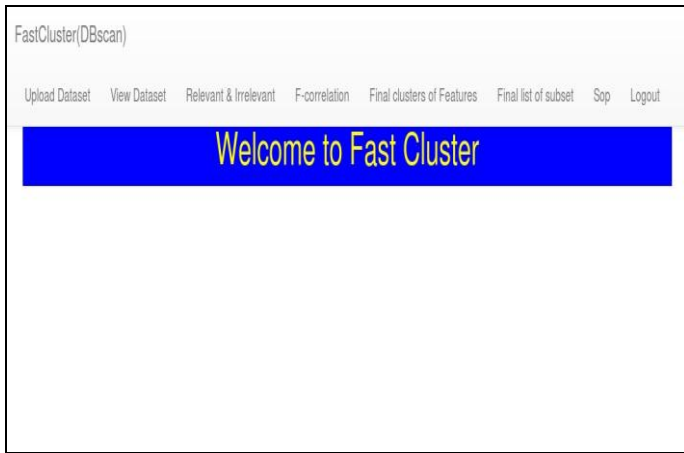 FastCluster(DBscan)
Upload Dataset View Dataset Relevant & Irrelevant F-correlation Final clusters of Features Final list of subset Sop Logout
Welcome to Fast Cluster